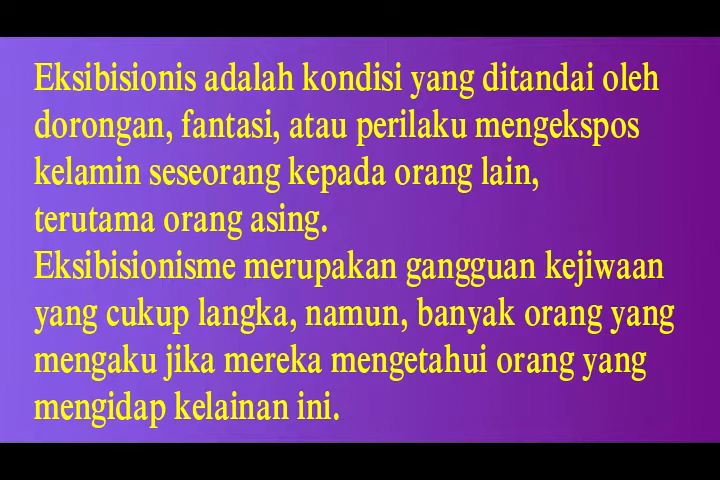 Eksibisionis adalah kondisi yang ditandai oleh
dorongan, fantasi, atau perilaku mengekspos
kelamin seseorang kepada orang lain,
terutama orang asing.
Eksibisionisme merupakan gangguan kejiwaan
yang cukup langka, namun, banyak orang yang
mengaku jika mereka mengetahui orang yang
mengidap kelainan ini.